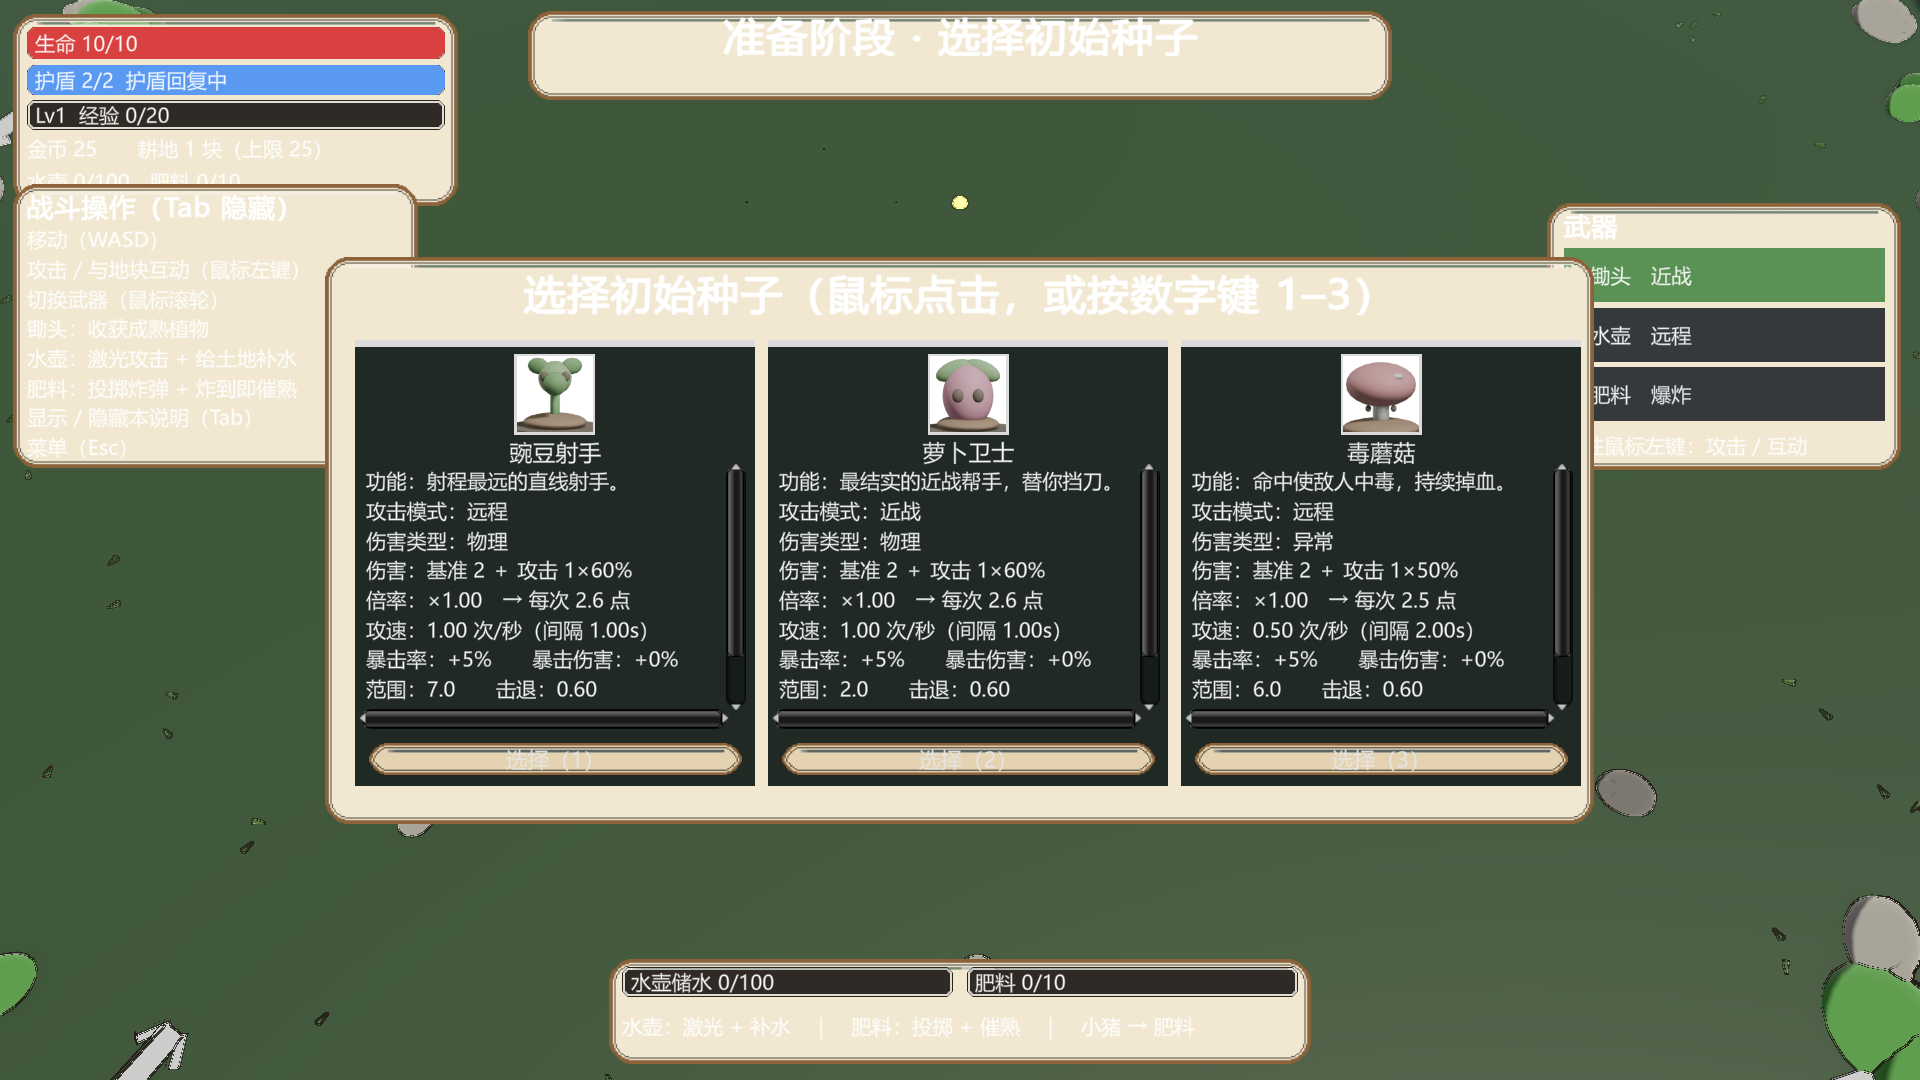 生命 10/10
护盾 2/2 护盾回复中
Lv1 经验 0/20
金币 25 耕地 1 块（上限 25）
水壶 0/100 肥料 0/10
准备阶段 · 选择初始种子
战斗操作（Tab 隐藏）
移动（WASD）
攻击 / 与地块互动（鼠标左键）
切换武器（鼠标滚轮）
锄头：收获成熟植物
水壶：激光攻击 + 给土地补水
肥料：投掷炸弹 + 炸到即催熟
显示 / 隐藏本说明（Tab）
菜单（Esc）
武器
锄头 近战
水壶 远程
肥料 爆炸
鼠标左键：攻击 / 互动
选择初始种子（鼠标点击，或按数字键 1–3）
豌豆射手
功能：射程最远的直线射手。
攻击模式：远程
伤害类型：物理
伤害：基准 2 + 攻击 1×60%
倍率：×1.00 → 每次 2.6 点
攻速：1.00 次/秒（间隔 1.00s）
暴击率：+5% 暴击伤害：+0%
范围：7.0 击退：0.60
选择（1）
萝卜卫士
功能：最结实的近战帮手，替你挡刀。
攻击模式：近战
伤害类型：物理
伤害：基准 2 + 攻击 1×60%
倍率：×1.00 → 每次 2.6 点
攻速：1.00 次/秒（间隔 1.00s）
暴击率：+5% 暴击伤害：+0%
范围：2.0 击退：0.60
选择（2）
毒蘑菇
功能：命中使敌人中毒，持续掉血。
攻击模式：远程
伤害类型：异常
伤害：基准 2 + 攻击 1×50%
倍率：×1.00 → 每次 2.5 点
攻速：0.50 次/秒（间隔 2.00s）
暴击率：+5% 暴击伤害：+0%
范围：6.0 击退：0.60
选择（3）
水壶储水 0/100
肥料 0/10
水壶：激光 + 补水 | 肥料：投掷 + 催熟 | 小猪 → 肥料